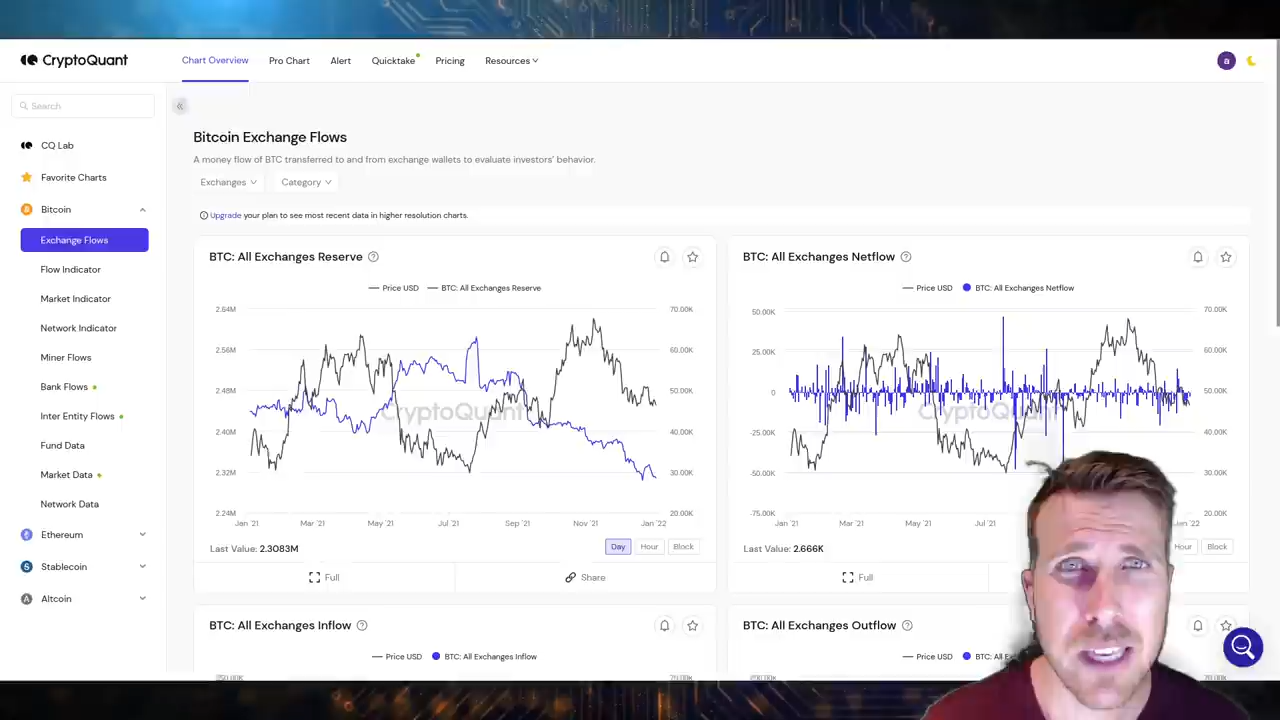 CryptoQuant
Chart Overview
Pro Chart
Alert
Quicktake
Pricing
Resources
a
Search
CQ Lab
Favorite Charts
Bitcoin
Exchange Flows
Flow Indicator
Market Indicator
Network Indicator
Miner Flows
Bank Flows
Inter Entity Flows
Fund Data
Market Data
Network Data
Ethereum
Stablecoin
Altcoin
Bitcoin Exchange Flows
A money flow of BTC transferred to and from exchange wallets to evaluate investors' behavior.
Exchanges
Category
Upgrade your plan to see most recent data in higher resolution charts.
BTC: All Exchanges Reserve
Price USD
BTC: All Exchanges Reserve
2.64M
2.56M
2.48M
2.40M
2.32M
2.24M
70.00K
60.00K
50.00K
40.00K
30.00K
20.00K
CryptoQuant
Jan '21
Mar '21
May '21
Jul '21
Sep '21
Nov '21
Jan '22
Last Value: 2.3083M
Day
Hour
Block
Full
Share
BTC: All Exchanges Netflow
Price USD
BTC: All Exchanges Netflow
50.00K
25.00K
0
-25.00K
-50.00K
-75.00K
70.00K
60.00K
50.00K
40.00K
30.00K
20.00K
CryptoQuant
Jan '21
Mar '21
May '21
Jul '21
Jan '22
Last Value: 2.666K
Hour
Block
Full
BTC: All Exchanges Inflow
Price USD
BTC: All Exchanges Inflow
BTC: All Exchanges Outflow
Price USD
BTC: All